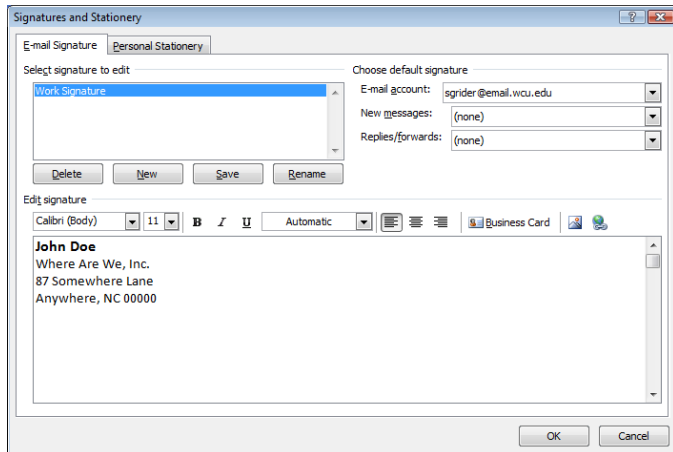 Signatures and Stationery
E-mail Signature Personal Stationery
Select signature to edit
Work Signature
Delete New Save Rename
Choose default signature
E-mail account: sgrider@email.wcu.edu
New messages: (none)
Replies/forwards: (none)
Edit signature
Calibri (Body) 11 B I U Automatic Business Card
John Doe
Where Are We, Inc.
87 Somewhere Lane
Anywhere, NC 00000
OK Cancel